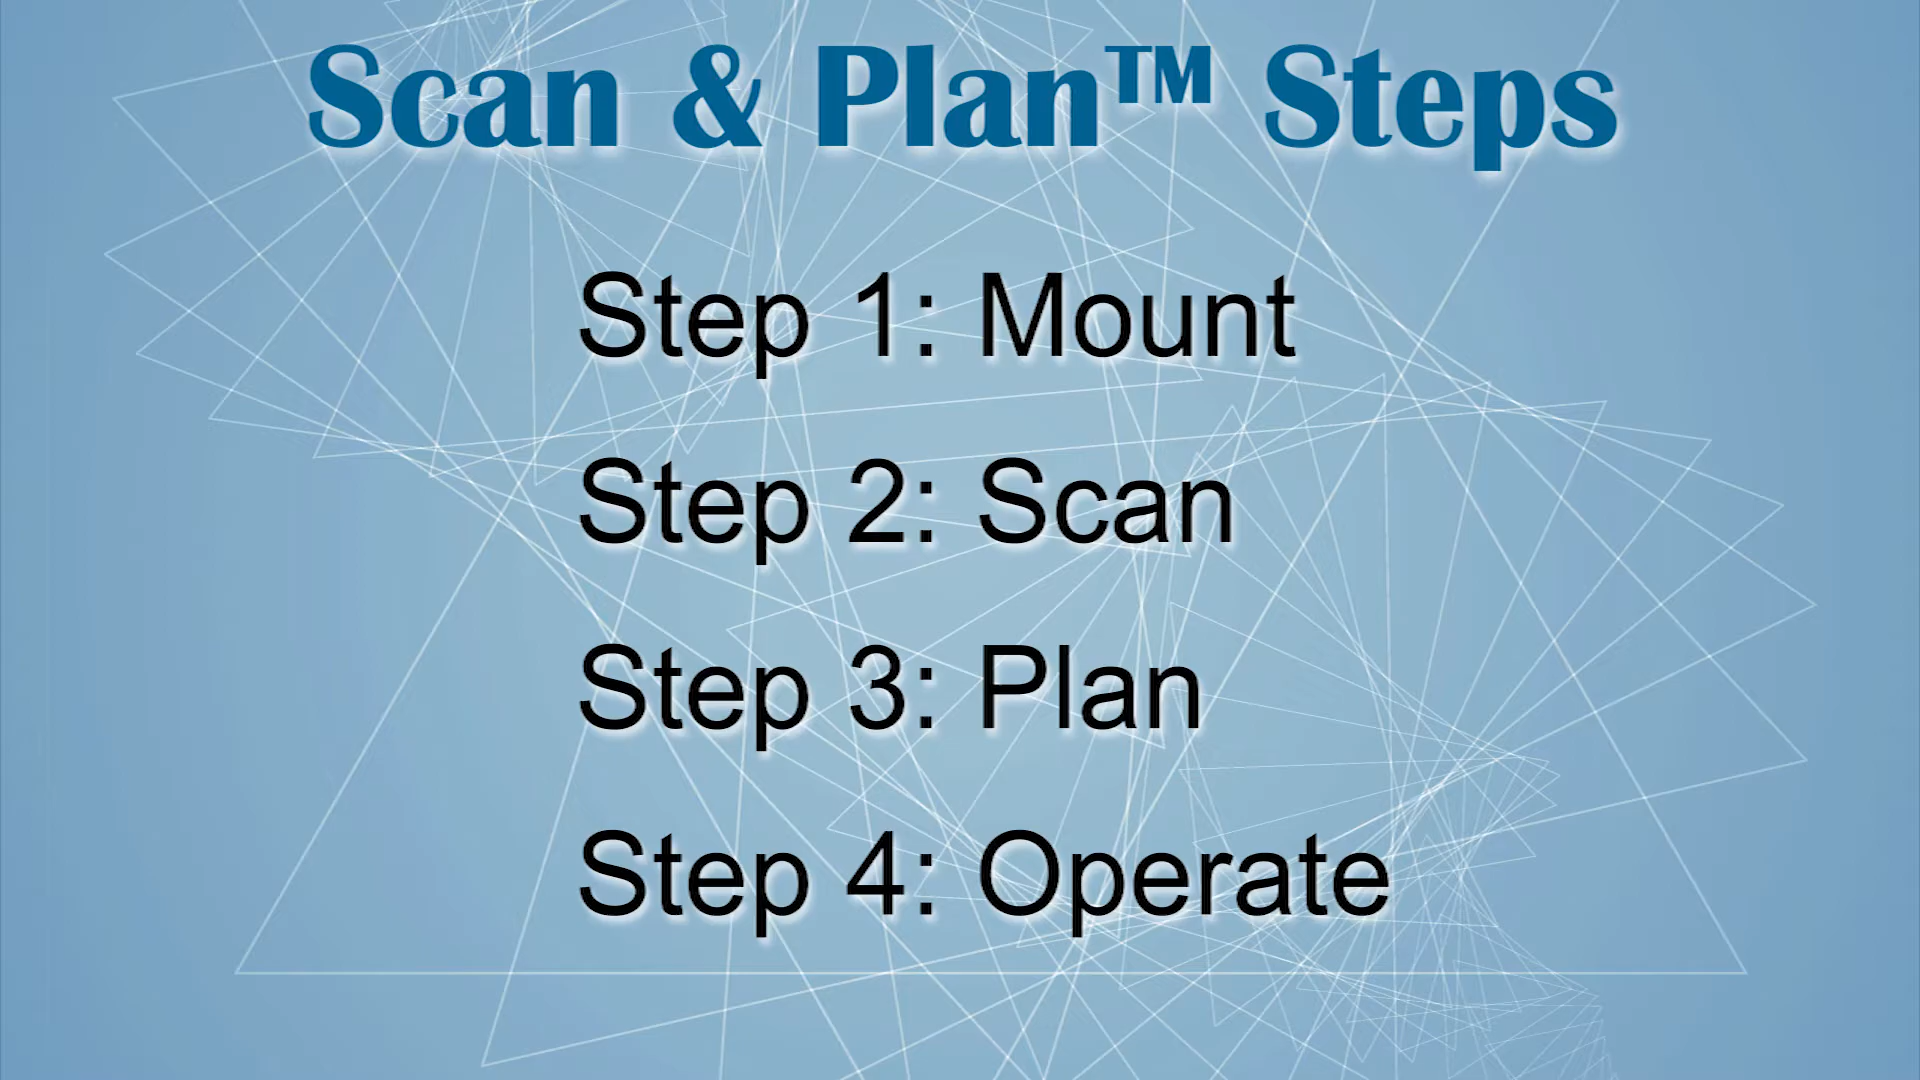 Scan & Plan™ Steps
Step 1: Mount
Step 2: Scan
Step 3: Plan
Step 4: Operate